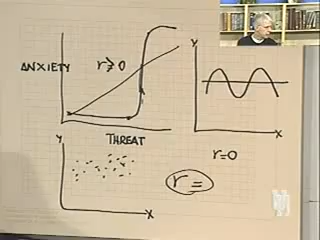 Y
ANXIETY
r ≠ 0
X
THREAT
r=0
Y
r =
X